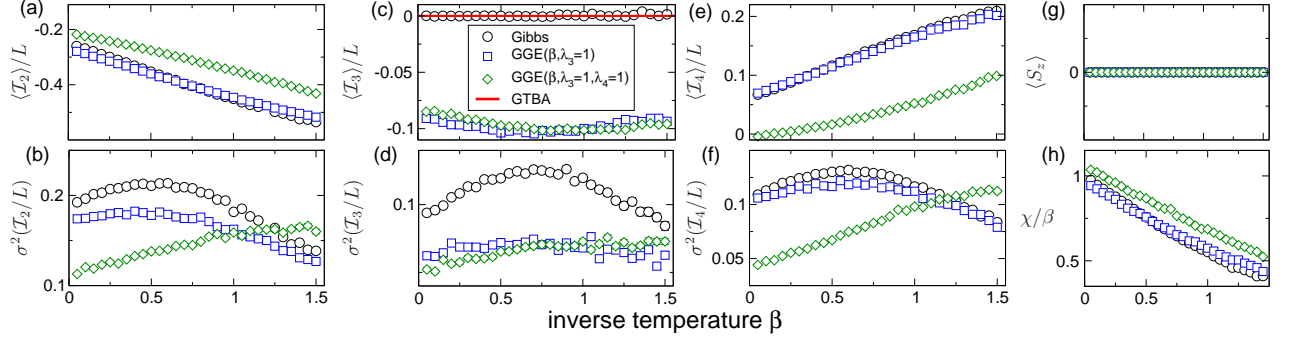 (a)
⟨I₂⟩/L
-0.2
-0.4
(c)
⟨I₃⟩/L
0
-0.05
-0.1
Gibbs
GGE(β,λ₃=1)
GGE(β,λ₃=1,λ₄=1)
GTBA
(e)
⟨I₄⟩/L
0.2
0.1
0
(g)
⟨S_z⟩
0
(b)
σ²(I₂/L)
0.2
0.1
0 0.5 1 1.5
(d)
σ²(I₃/L)
0.1
0 0.5 1 1.5
(f)
σ²(I₄/L)
0.1
0.05
0 0.5 1 1.5
(h)
χ/β
1
0.5
0 0.5 1
inverse temperature β